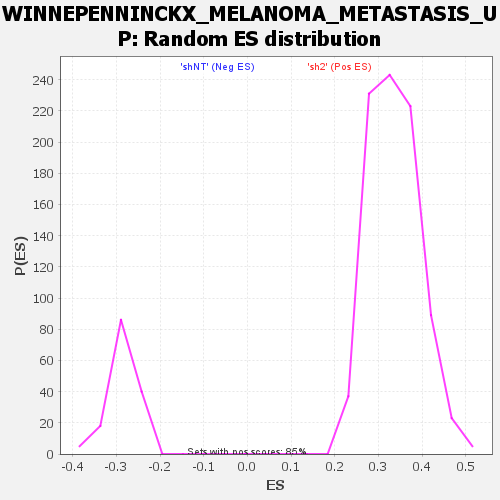 WINNEPENNINCKX_MELANOMA_METASTASIS_U
P: Random ES distribution
'shNT' (Neg ES) 'sh2' (Pos ES)
240
220
200
180
160
140
120
100
80
60
40
20
0
P(ES)
Sets with pos scores: 85%
-0.4 -0.3 -0.2 -0.1 0.0 0.1 0.2 0.3 0.4 0.5
ES